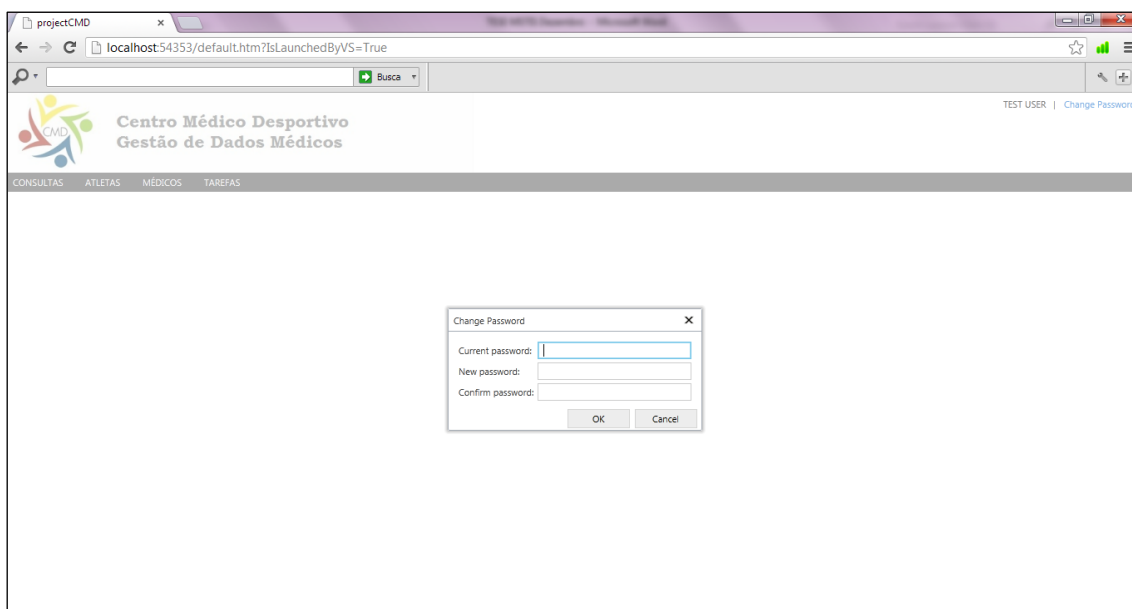 projectCMD
localhost:54353/default.htm?IsLaunchedByVS=True
Busca
TEST USER | Change Password
CMD
Centro Médico Desportivo
Gestão de Dados Médicos
CONSULTAS ATLETAS MÉDICOS TAREFAS
Change Password
Current password:
New password:
Confirm password:
OK Cancel